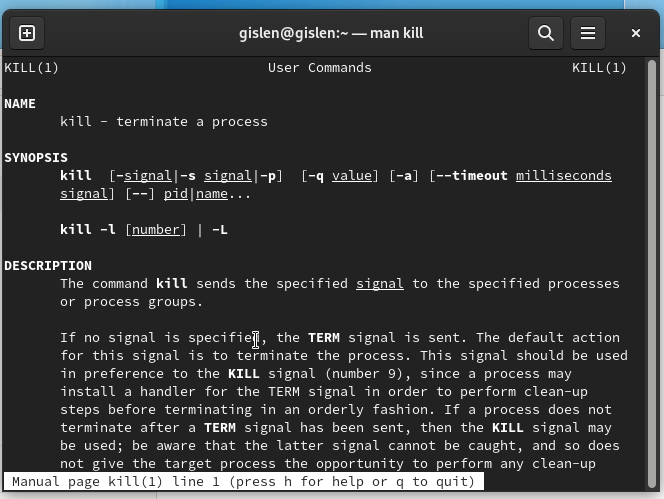 gislen@gislen:~ — man kill
KILL(1) User Commands KILL(1)
NAME
kill - terminate a process
SYNOPSIS
kill [-signal|-s signal|-p] [-q value] [-a] [--timeout milliseconds
signal] [--] pid|name...
kill -l [number] | -L
DESCRIPTION
The command kill sends the specified signal to the specified processes
or process groups.
If no signal is specified, the TERM signal is sent. The default action
for this signal is to terminate the process. This signal should be used
in preference to the KILL signal (number 9), since a process may
install a handler for the TERM signal in order to perform clean-up
steps before terminating in an orderly fashion. If a process does not
terminate after a TERM signal has been sent, then the KILL signal may
be used; be aware that the latter signal cannot be caught, and so does
not give the target process the opportunity to perform any clean-up
Manual page kill(1) line 1 (press h for help or q to quit)